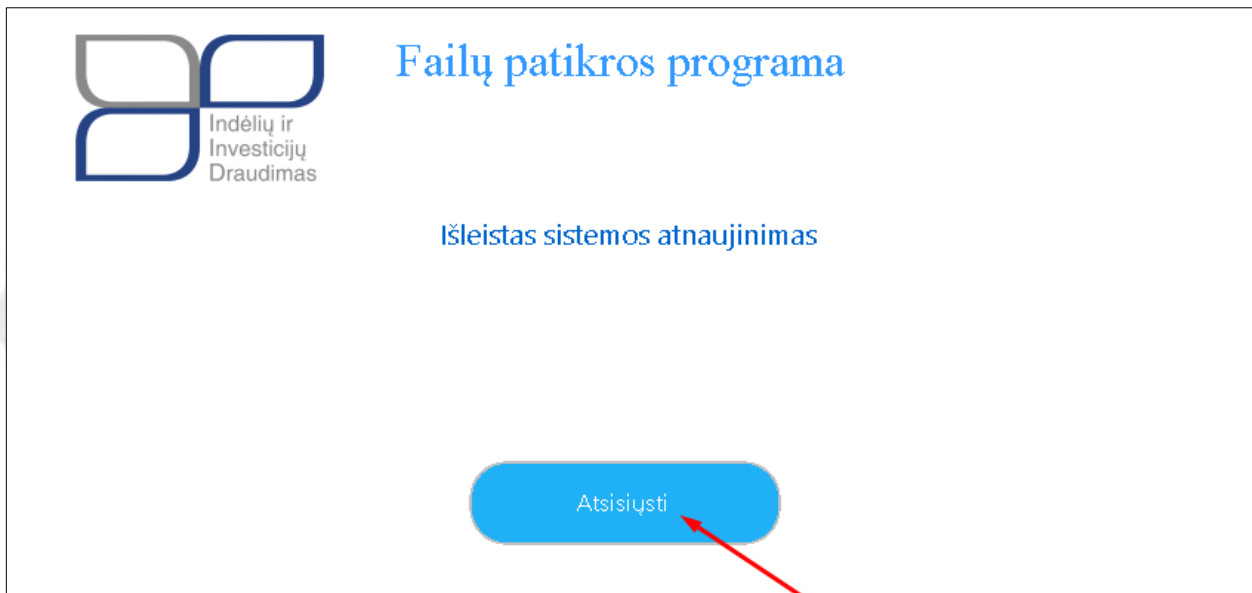 Failų patikros programa
Indėlių ir
Investicijų
Draudimas
Išleistas sistemos atnaujinimas
Atsisiųsti